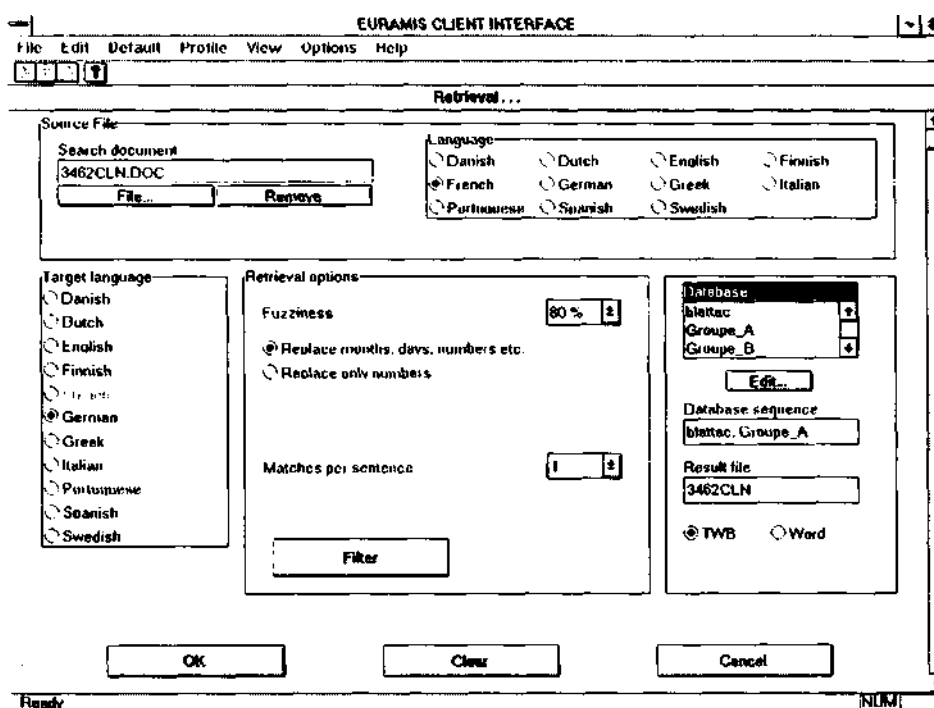 EURAMIS CLIENT INTERFACE
File Edit Default Profile View Options Help
Retrieval...
Source File
Search document
3462CLN.DOC
File... Remove
Language
Danish Dutch English Finnish
French German Greek Italian
Portuguese Spanish Swedish
Target language
Danish
Dutch
English
Finnish
French
German
Greek
Italian
Portuguese
Spanish
Swedish
Retrieval options
Fuzziness 80 %
Replace months, days, numbers etc.
Replace only numbers
Matches per sentence 1
Filter
Database
blattac
Groupe_A
Groupe_B
Edit...
Database sequence
blattac, Groupe_A
Result file
3462CLN
TWB Word
OK Clear Cancel
Ready NUM